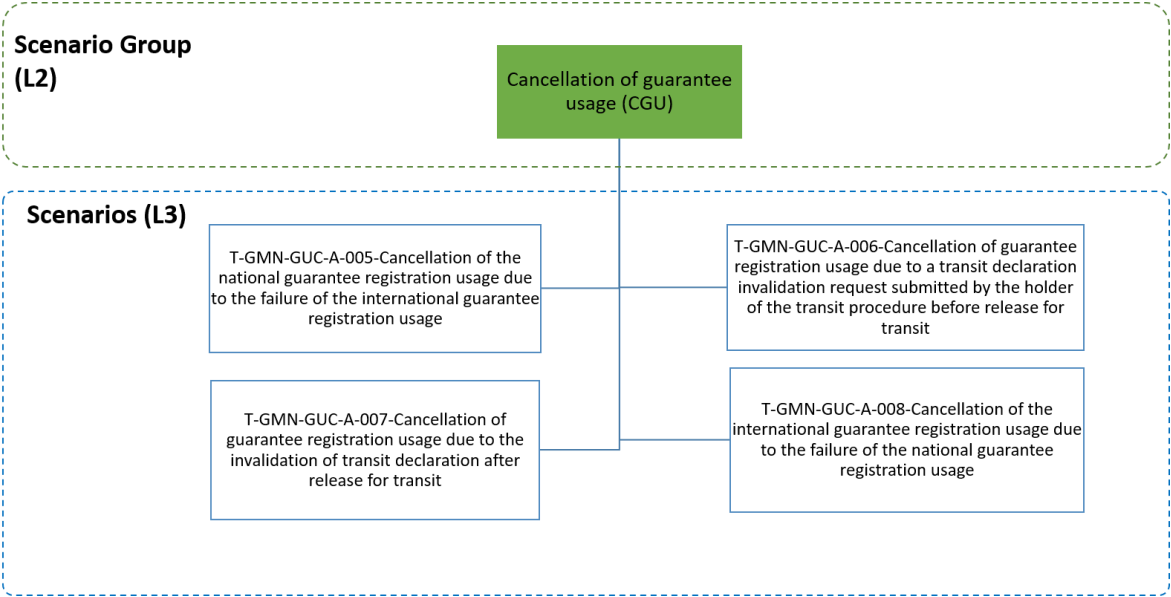 Scenario Group
(L2)
Cancellation of guarantee
usage (CGU)
Scenarios (L3)
T-GMN-GUC-A-005-Cancellation of the
national guarantee registration usage due
to the failure of the international guarantee
registration usage
T-GMN-GUC-A-006-Cancellation of guarantee
registration usage due to a transit declaration
invalidation request submitted by the holder
of the transit procedure before release for
transit
T-GMN-GUC-A-007-Cancellation of
guarantee registration usage due to the
invalidation of transit declaration after
release for transit
T-GMN-GUC-A-008-Cancellation of the
international guarantee registration usage due
to the failure of the national guarantee
registration usage